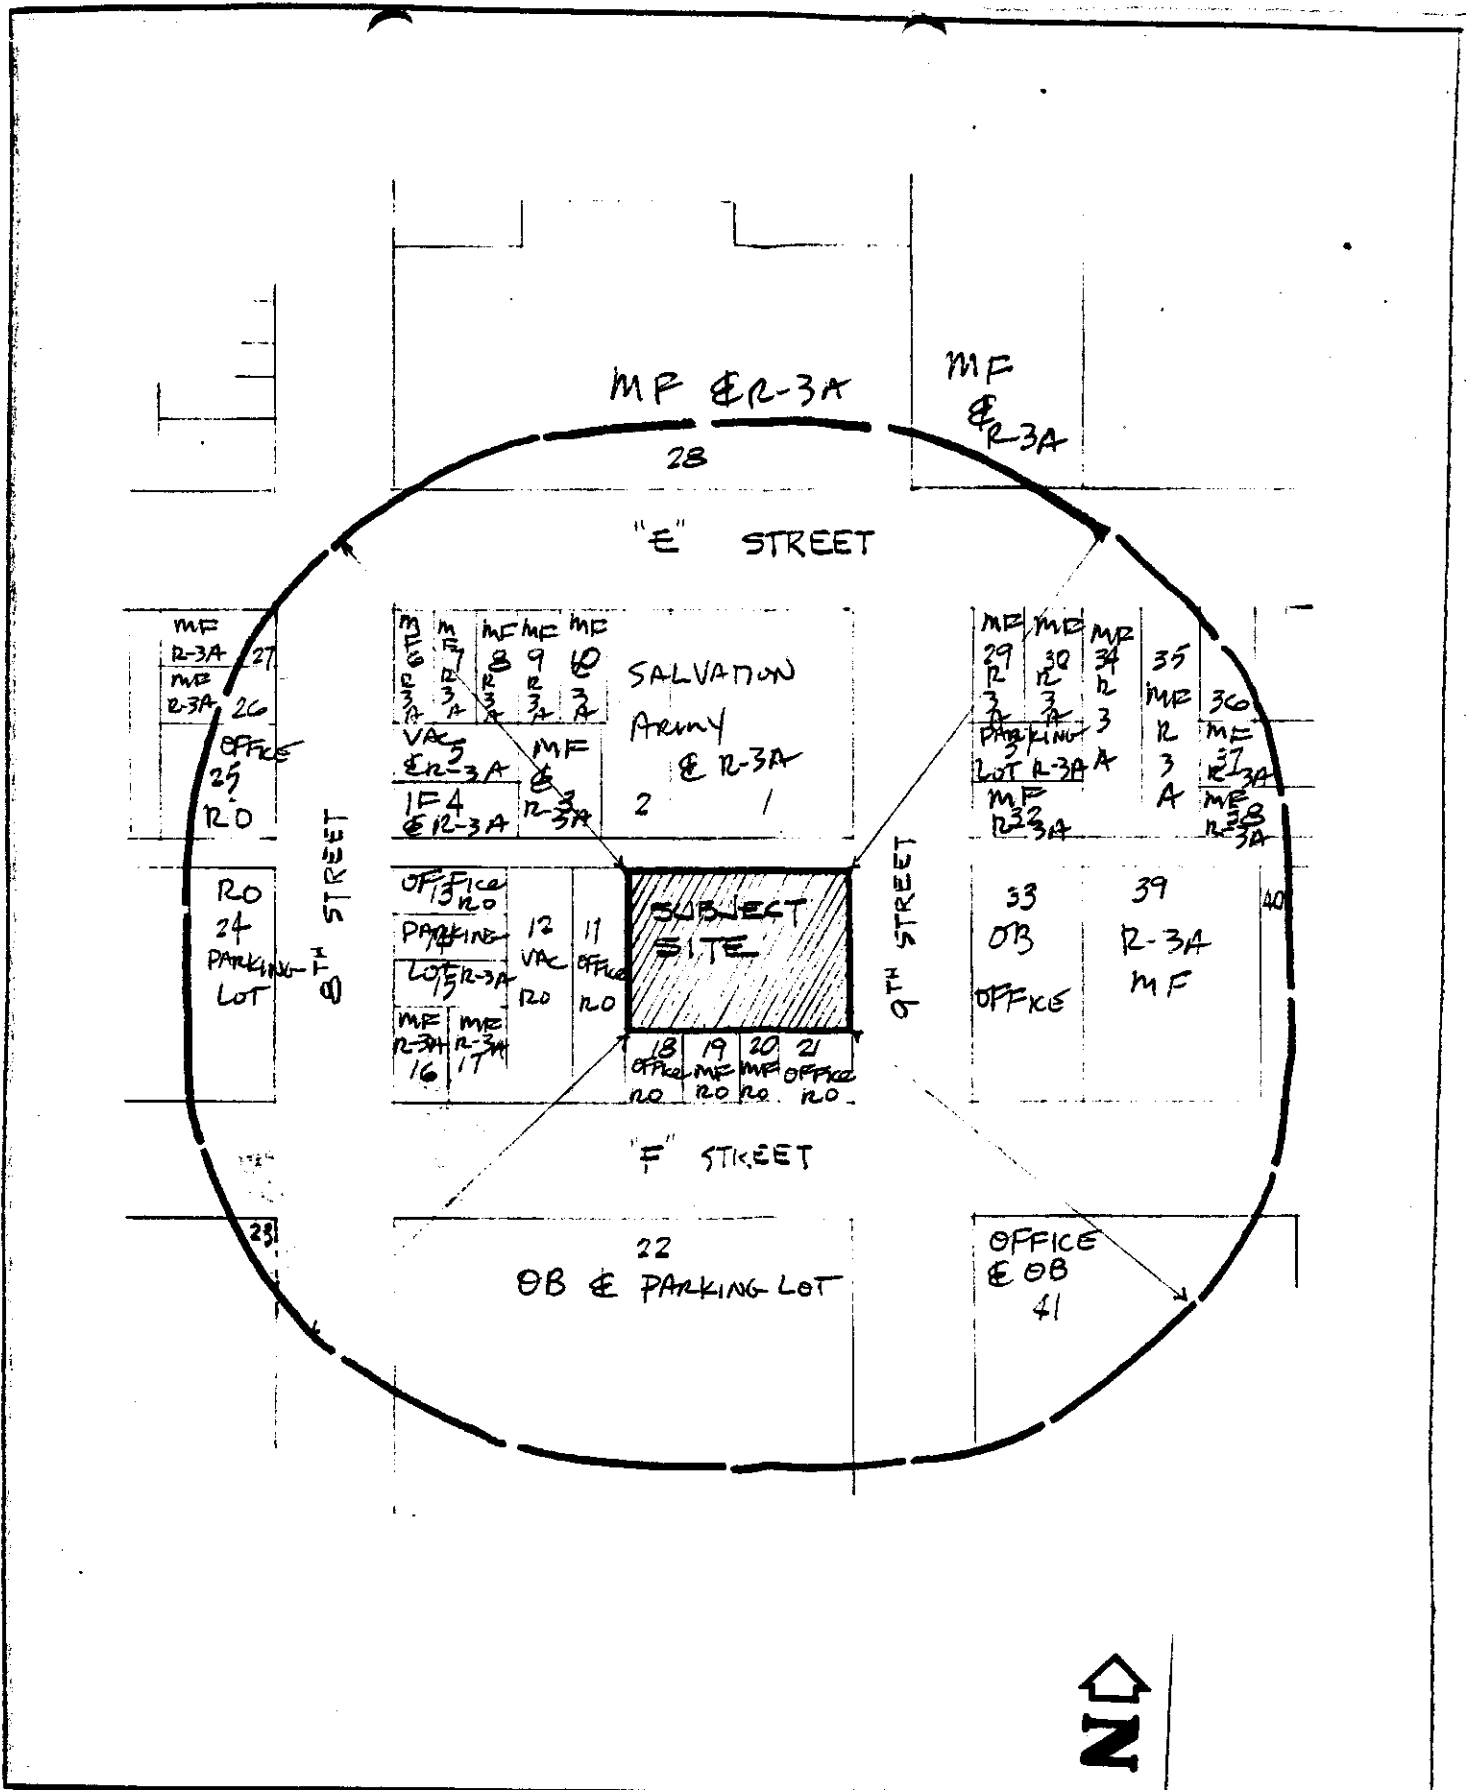 MF & R-3A
MF
&
R-3A
28
"E" STREET
MF
R-3A 27
MF
R-3A 26
OFFICE
25
RO
MF 6 R 3 A
MF 7 R 3 A
MF 8 R 3 A
MF 9 R 3 A
MF 10 3 A
SALVATION
ARMY
& R-3A
2 1
VAC 5
& R-3A
1F 4
& R-3A
MF
&
R-3
3A
MF 29 R 3 A
MF 30 R 3 A
MF 34 R 3 A
35 MF R 3 A
36
PARKING
LOT R-3A
MF
R-32
3A
MF
37
R-3A
MF
R-38
3A
8TH STREET
9TH STREET
RO
24
PARKING
LOT
OFFICE
13 RO
PARKING
14
LOT R-3A
15
MF
R-3A
16
MF
R-3A
17
12
VAC
RO
11
OFFICE
RO
SUBJECT
SITE
18
OFFICE
RO
19
MF
RO
20
MF
RO
21
OFFICE
RO
33
OB
OFFICE
39
R-3A
MF
40
"F" STREET
23
22
OB & PARKING LOT
OFFICE
& OB
41
N